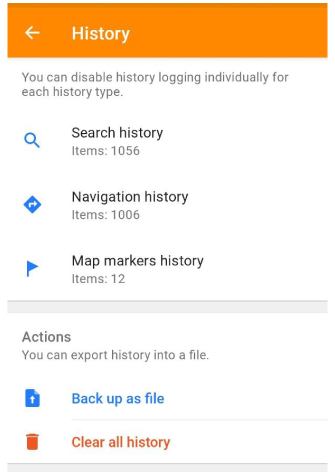 History
You can disable history logging individually for
each history type.
Search history
Items: 1056
Navigation history
Items: 1006
Map markers history
Items: 12
Actions
You can export history into a file.
Back up as file
Clear all history